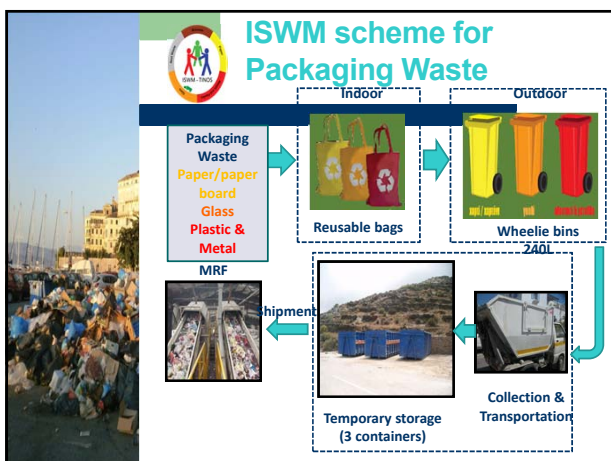 ISWM scheme for
Packaging Waste
ISWM - TINOS
Indoor
Outdoor
Packaging
Waste
Paper/paper
board
Glass
Plastic &
Metal
Reusable bags
Wheelie bins
240L
MRF
Shipment
Collection &
Transportation
Temporary storage
(3 containers)